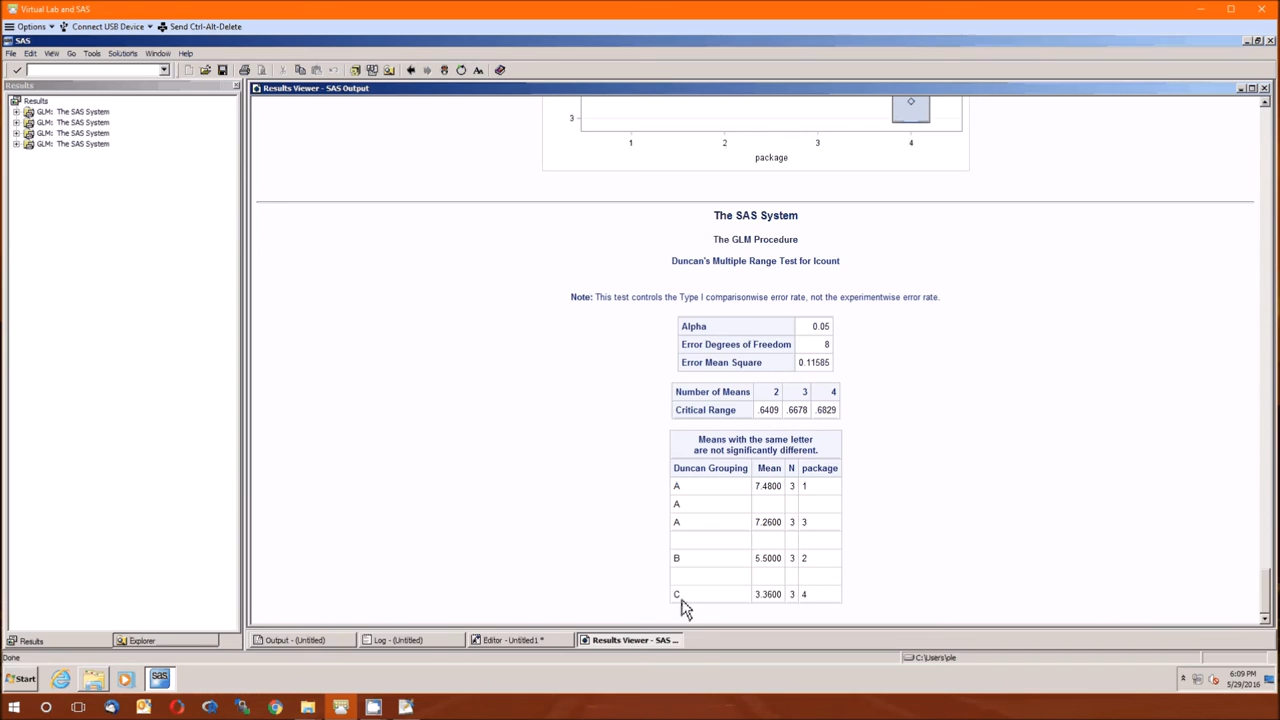 Virtual Lab and SAS
Options Connect USB Device Send Ctrl-Alt-Delete
SAS
File Edit View Go Tools Solutions Window Help
Results
Results
GLM: The SAS System
GLM: The SAS System
GLM: The SAS System
GLM: The SAS System
Results Viewer - SAS Output
3
1 2 3 4
package
The SAS System
The GLM Procedure
Duncan's Multiple Range Test for lcount
Note: This test controls the Type I comparisonwise error rate, not the experimentwise error rate.
Alpha 0.05
Error Degrees of Freedom 8
Error Mean Square 0.11585
Number of Means 2 3 4
Critical Range .6409 .6678 .6829
Means with the same letter
are not significantly different.
Duncan Grouping Mean N package
A 7.4800 3 1
A
A 7.2600 3 3
B 5.5000 3 2
C 3.3600 3 4
Results Explorer Output - (Untitled) Log - (Untitled) Editor - Untitled1 * Results Viewer - SAS ...
Done C:\Users\ple
Start SAS 6:09 PM
5/29/2016